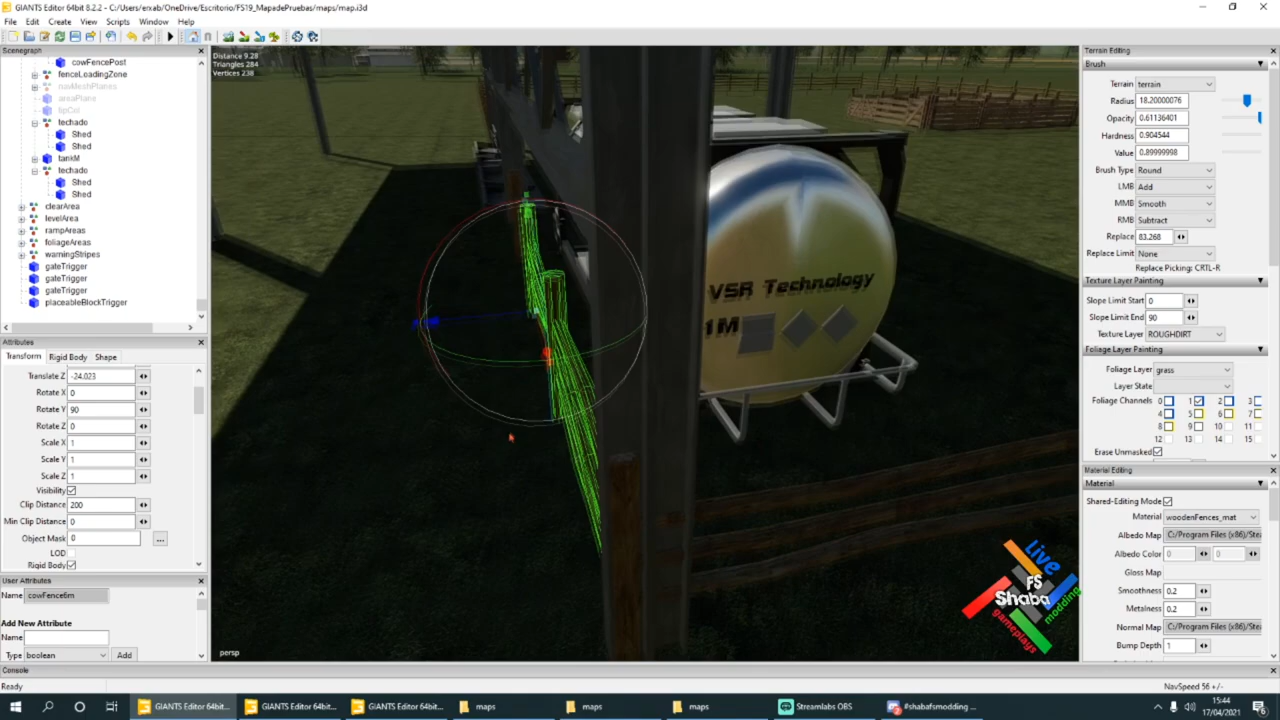 GIANTS Editor 64bit 8.2.2 - C:/Users/erxab/OneDrive/Escritorio/FS19_MapadePruebas/maps/map.i3d
File Edit Create View Scripts Window Help
Scenegraph
cowFencePost
fenceLoadingZone
navMeshPlanes
areaPlane
tipCol
techado
Shed
Shed
tankM
techado
Shed
Shed
clearArea
levelArea
rampAreas
foliageAreas
warningStripes
gateTrigger
gateTrigger
gateTrigger
placeableBlockTrigger
Attributes
Transform Rigid Body Shape
Translate Z -24.023
Rotate X 0
Rotate Y 90
Rotate Z 0
Scale X 1
Scale Y 1
Scale Z 1
Visibility
Clip Distance 200
Min Clip Distance 0
Object Mask 0 ...
LOD
Rigid Body
User Attributes
Name cowFence6m
Add New Attribute
Name
Type boolean Add
Console
Ready
Distance 9.28
Triangles 284
Vertices 238
VSR Technology
1M
persp
Live
FS
Shaba
gameplays
modding
Terrain Editing
Brush
Terrain terrain
Radius 18.20000076
Opacity 0.61136401
Hardness 0.904544
Value 0.89999998
Brush Type Round
LMB Add
MMB Smooth
RMB Subtract
Replace 83.268
Replace Limit None
Replace Picking: CRTL-R
Texture Layer Painting
Slope Limit Start 0
Slope Limit End 90
Texture Layer ROUGHDIRT
Foliage Layer Painting
Foliage Layer grass
Layer State
Foliage Channels 0 1 2 3
4 5 6 7
8 9 10 11
12 13 14 15
Erase Unmasked
Material Editing
Material
Shared-Editing Mode
Material woodenFences_mat
Albedo Map C:/Program Files (x86)/Stea
Albedo Color 0 0
Gloss Map
Smoothness 0.2
Metalness 0.2
Normal Map C:/Program Files (x86)/Stea
Bump Depth 1
NavSpeed 56 +/-
GIANTS Editor 64bit... GIANTS Editor 64bit... GIANTS Editor 64bit... maps maps maps Streamlabs OBS #shabafsmodding ...
15:44
17/04/2021